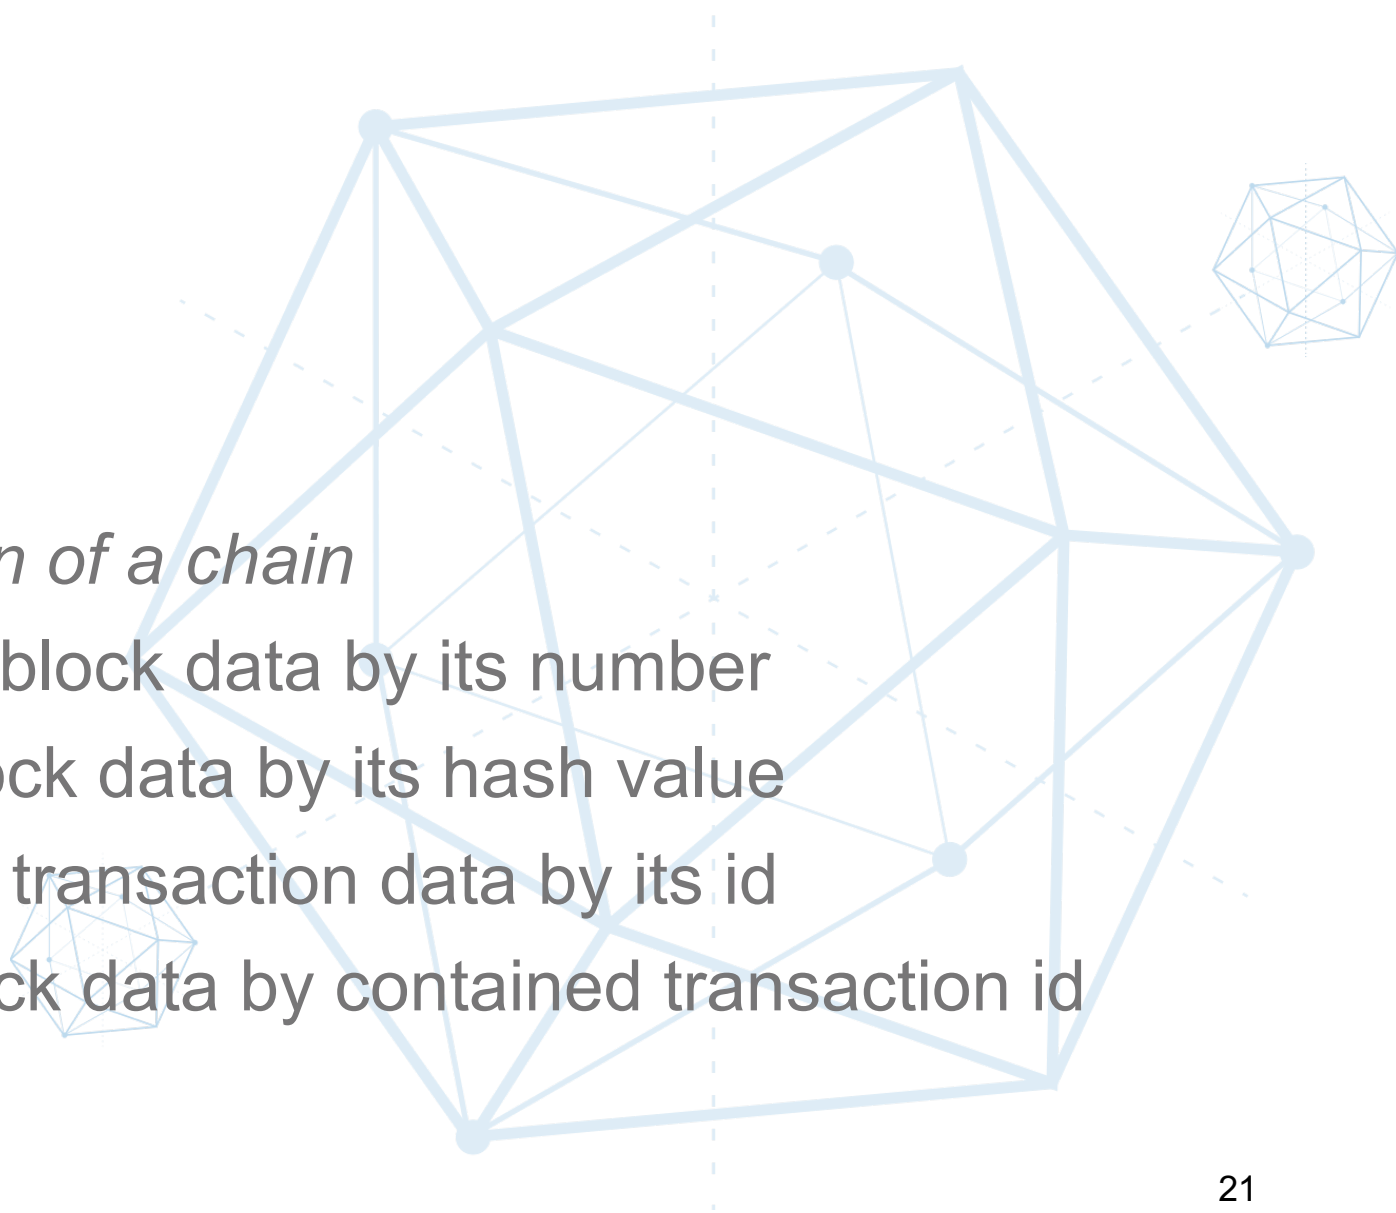 n of a chain
block data by its number
ock data by its hash value
transaction data by its id
ck data by contained transaction id
21